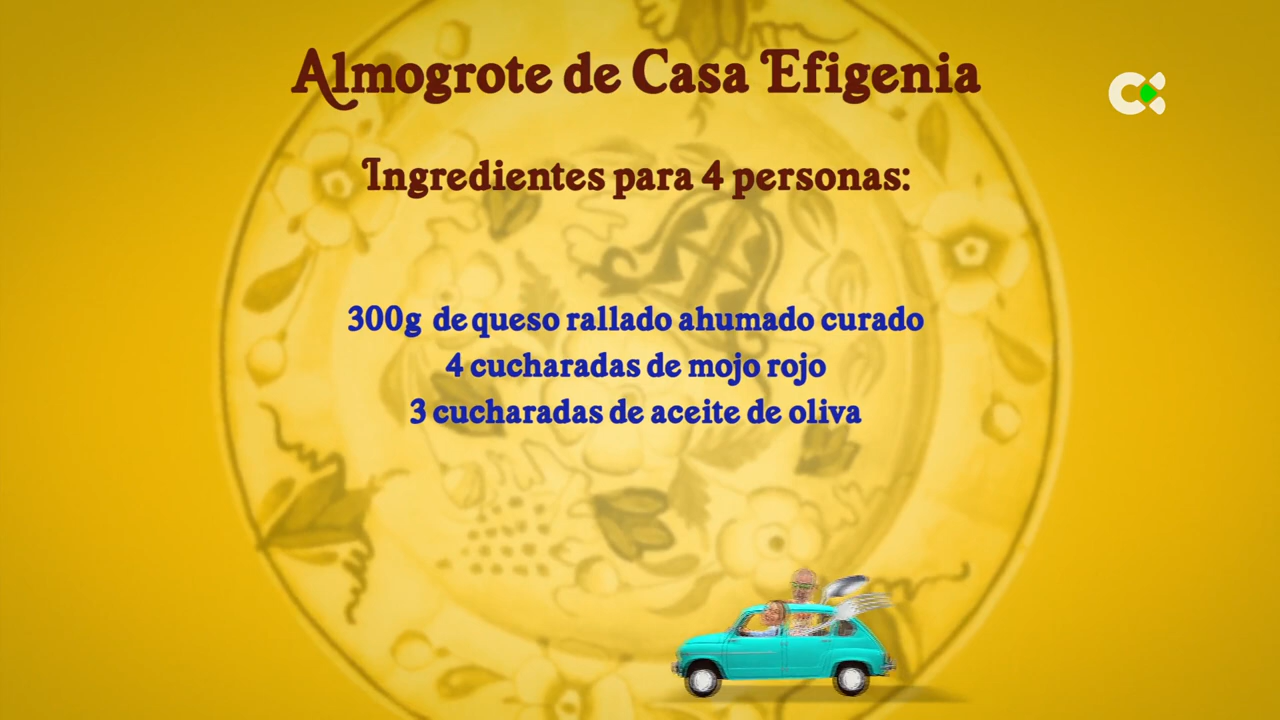 Almogrote de Casa Efigenia
Ingredientes para 4 personas:
300g de queso rallado ahumado curado
4 cucharadas de mojo rojo
3 cucharadas de aceite de oliva